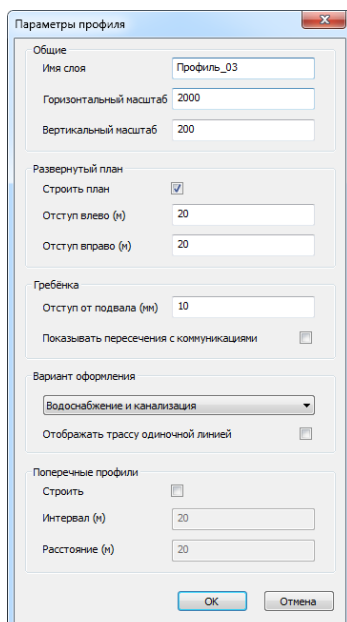 Параметры профиля
Общие
Имя слоя Профиль_03
Горизонтальный масштаб 2000
Вертикальный масштаб 200
Развернутый план
Строить план
Отступ влево (м) 20
Отступ вправо (м) 20
Гребёнка
Отступ от подвала (мм) 10
Показывать пересечения с коммуникациями
Вариант оформления
Водоснабжение и канализация
Отображать трассу одиночной линией
Поперечные профили
Строить
Интервал (м) 20
Расстояние (м) 20
OK Отмена